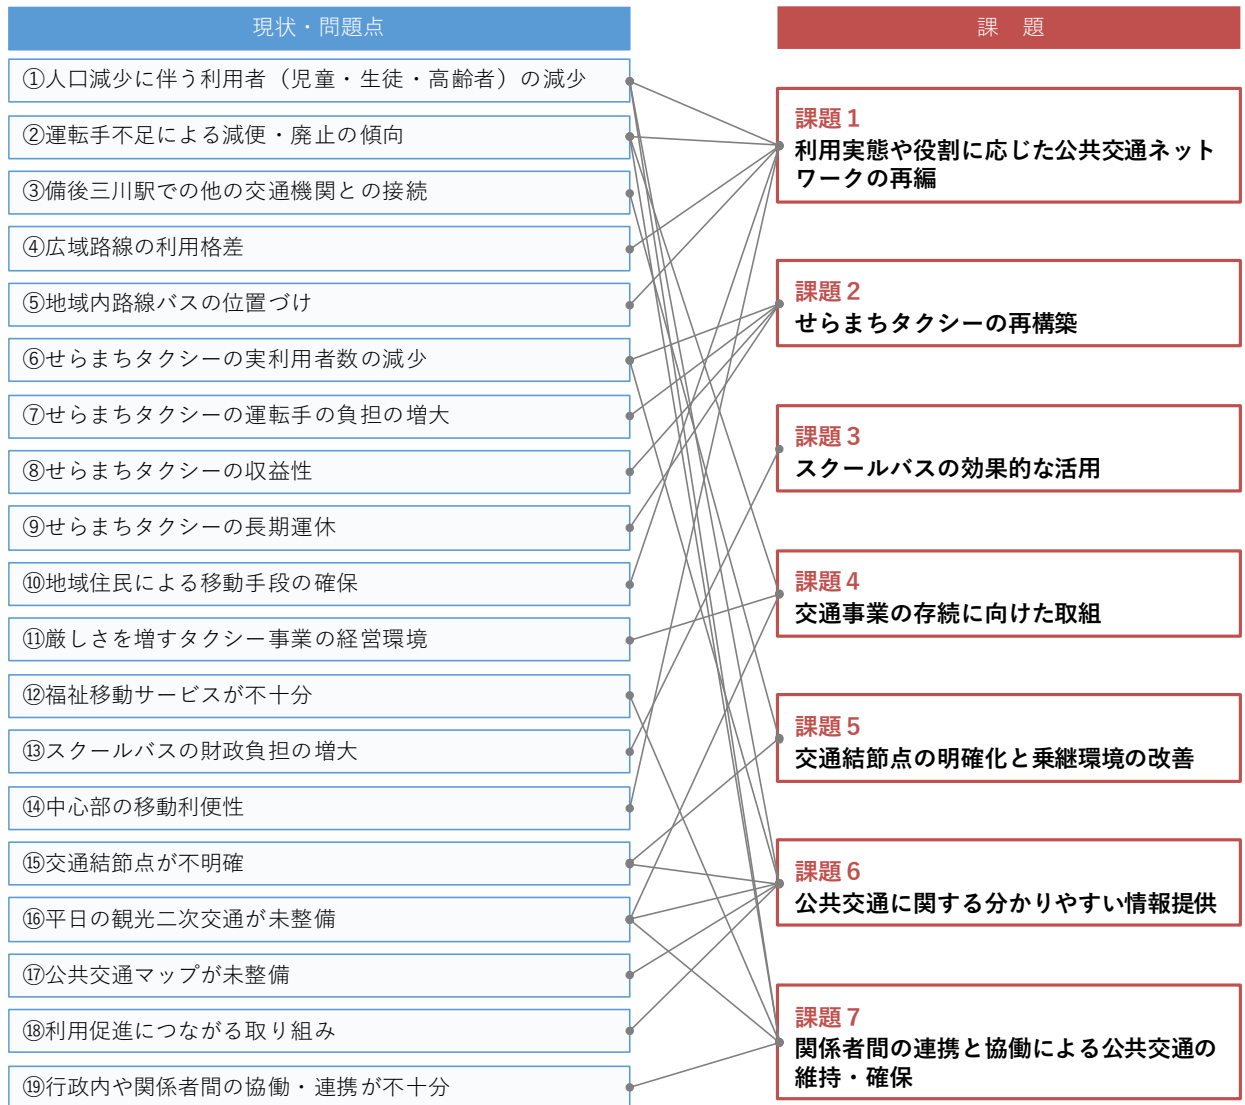 現状・問題点
①人口減少に伴う利用者（児童・生徒・高齢者）の減少
②運転手不足による減便・廃止の傾向
③備後三川駅での他の交通機関との接続
④広域路線の利用格差
⑤地域内路線バスの位置づけ
⑥せらまちタクシーの実利用者数の減少
⑦せらまちタクシーの運転手の負担の増大
⑧せらまちタクシーの収益性
⑨せらまちタクシーの長期運休
⑩地域住民による移動手段の確保
⑪厳しさを増すタクシー事業の経営環境
⑫福祉移動サービスが不十分
⑬スクールバスの財政負担の増大
⑭中心部の移動利便性
⑮交通結節点が不明確
⑯平日の観光二次交通が未整備
⑰公共交通マップが未整備
⑱利用促進につながる取り組み
⑲行政内や関係者間の協働・連携が不十分
課　題
課題１
利用実態や役割に応じた公共交通ネット
ワークの再編
課題２
せらまちタクシーの再構築
課題３
スクールバスの効果的な活用
課題４
交通事業の存続に向けた取組
課題５
交通結節点の明確化と乗継環境の改善
課題６
公共交通に関する分かりやすい情報提供
課題７
関係者間の連携と協働による公共交通の
維持・確保